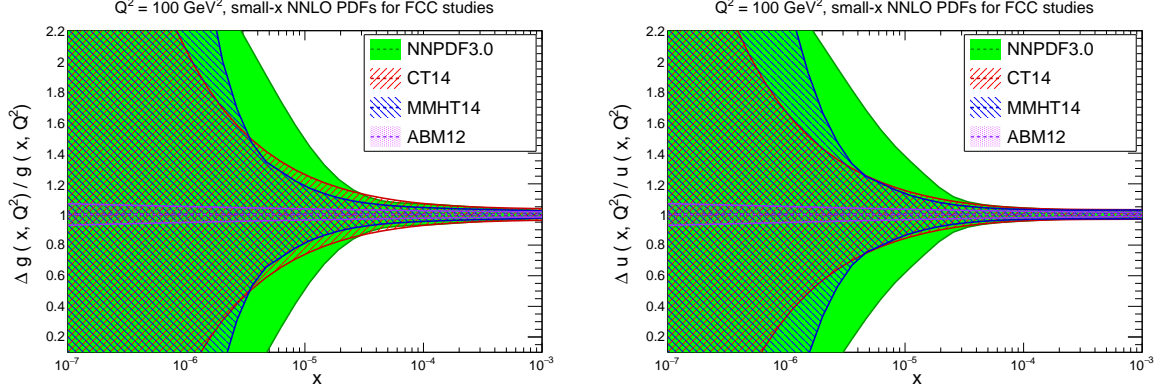 Q² = 100 GeV², small-x NNLO PDFs for FCC studies
Δ g ( x, Q²) / g ( x, Q²)
2.2
2
1.8
1.6
1.4
1.2
1
0.8
0.6
0.4
0.2
NNPDF3.0
CT14
MMHT14
ABM12
10⁻⁷ 10⁻⁶ 10⁻⁵ 10⁻⁴ 10⁻³
x
Q² = 100 GeV², small-x NNLO PDFs for FCC studies
Δ u ( x, Q²) / u ( x, Q²)
2.2
2
1.8
1.6
1.4
1.2
1
0.8
0.6
0.4
0.2
NNPDF3.0
CT14
MMHT14
ABM12
10⁻⁷ 10⁻⁶ 10⁻⁵ 10⁻⁴ 10⁻³
x